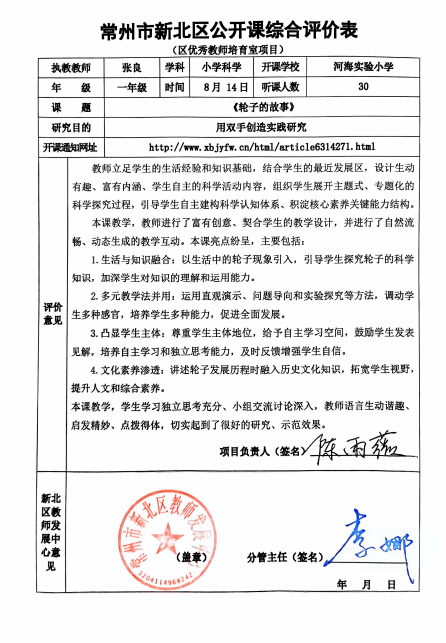 常州市新北区公开课综合评价表
（区优秀教师培育室项目）
执教教师 张良 学科 小学科学 开课学校 河海实验小学
年 级 一年级 时间 8月14日 听课人数 30
课 题 《轮子的故事》
研究目的 用双手创造实践研究
开课通知网址 http://www.xbjyfw.cn/html/article6314271.html
评价意见
教师立足学生的生活经验和知识基础，结合学生的最近发展区，设计生动
有趣、富有内涵、学生自主的科学活动内容，组织学生展开主题式、专题化的
科学探究过程，引导学生自主建构科学认知体系、积淀核心素养关键能力结构。
本课教学，教师进行了富有创意、契合学生的教学设计，并进行了自然流
畅、动态生成的教学互动。本课亮点纷呈，主要包括：
1.生活与知识融合：以生活中的轮子现象引入，引导学生探究轮子的科学
知识，加深学生对知识的理解和运用能力。
2.多元教学法并用：运用直观演示、问题导向和实验探究等方法，调动学
生多种感官，培养学生多种能力，促进全面发展。
3.凸显学生主体：尊重学生主体地位，给予自主学习空间，鼓励学生发表
见解，培养自主学习和独立思考能力，及时反馈增强学生自信。
4.文化素养渗透：讲述轮子发展历程时融入历史文化知识，拓宽学生视野，
提升人文和综合素养。
本课教学，学生学习独立思考充分、小组交流讨论深入，教师语言生动谐趣、
启发精妙、点拨得体，切实起到了很好的研究、示范效果。
项目负责人（签名） 陈雨蕴
新北区教师发展中心意见
常州市新北区教师发展中心
3204114968242
（盖章） 分管主任（签名） 李娜
年 月 日